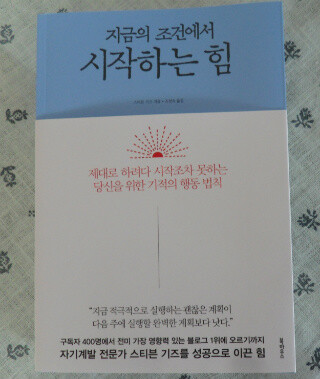 지금의 조건에서
시작하는 힘
제대로 하려다 시작조차 못하는
당신을 위한 기적의 행동 법칙
“지금 적극적으로 실행하는 괜찮은 계획이
다음 주에 실행할 완벽한 계획보다 낫다.”
구독자 400명에서 전미 가장 영향력 있는 블로그 1위에 오르기까지
자기계발 전문가 스티븐 기즈를 성공으로 이끈 힘
북하우스